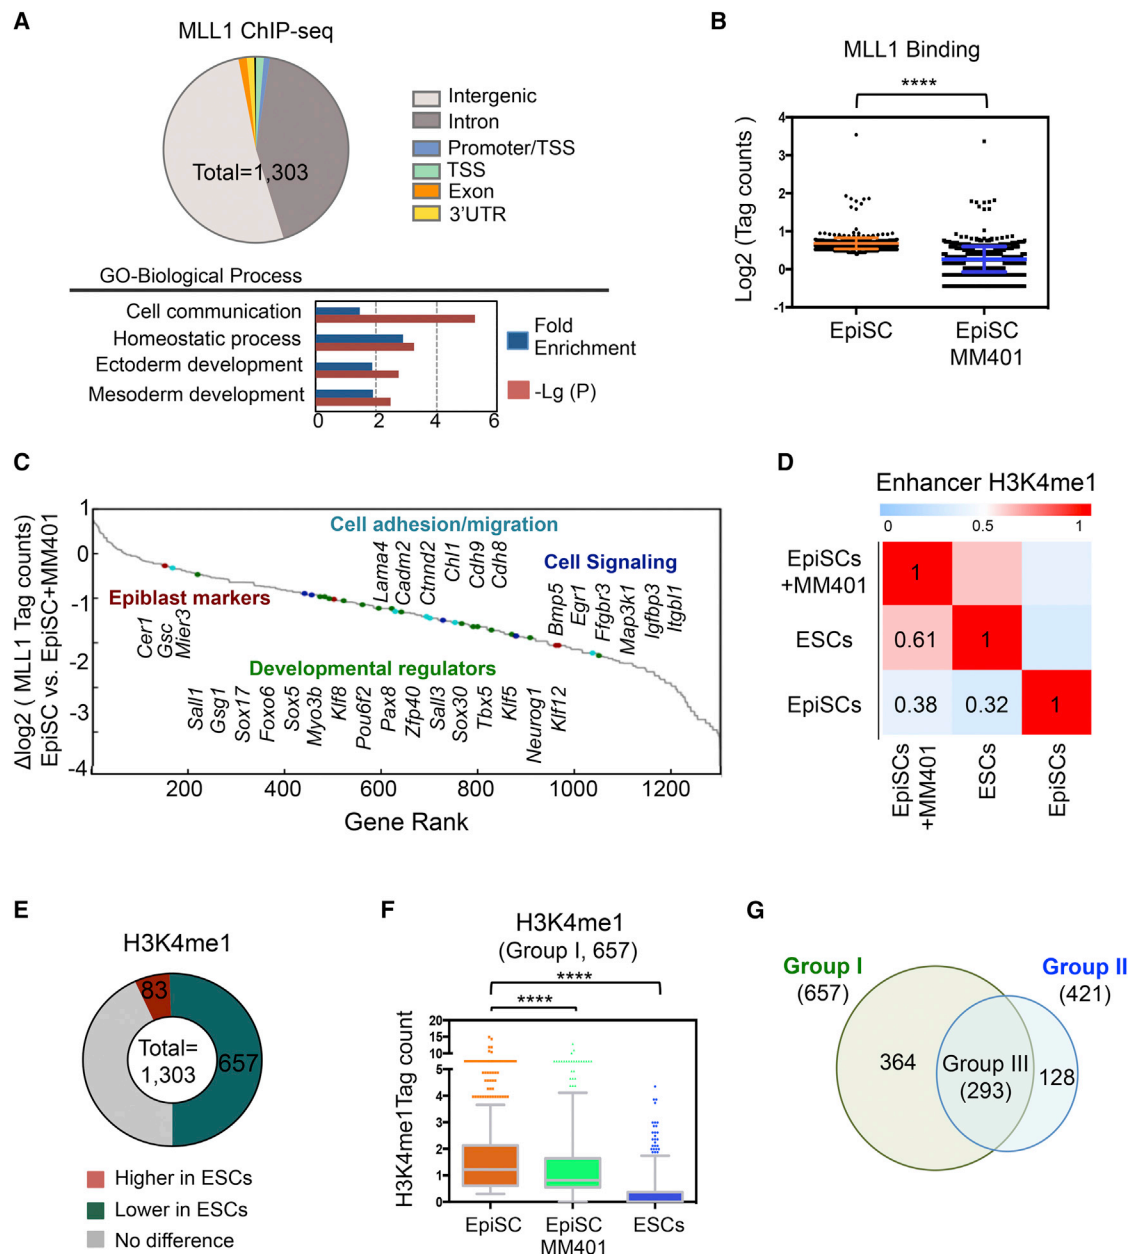 A
MLL1 ChIP-seq
Total=1,303
Intergenic
Intron
Promoter/TSS
TSS
Exon
3'UTR
GO-Biological Process
Cell communication
Homeostatic process
Ectoderm development
Mesoderm development
0 2 4 6
Fold
Enrichment
-Lg (P)
B
MLL1 Binding
****
Log2 (Tag counts )
4
3
2
1
0
-1
EpiSC
EpiSC
MM401
C
Δlog2 ( MLL1 Tag counts)
EpiSC vs. EpiSC+MM401
1
0
-1
-2
-3
-4
Cell adhesion/migration
Lama4
Cadm2
Ctnnd2
Chl1
Cdh9
Cdh8
Cell Signaling
Bmp5
Egr1
Ffgbr3
Map3k1
Igfbp3
Itgbl1
Epiblast markers
Cer1
Gsc
Mier3
Developmental regulators
Sall1
Gsg1
Sox17
Foxo6
Sox5
Myo3b
Klf8
Pou6f2
Pax8
Zfp40
Sall3
Sox30
Tbx5
Klf5
Neurog1
Klf12
200 400 600 800 1000 1200
Gene Rank
D
Enhancer H3K4me1
0 0.5 1
EpiSCs
+MM401
1
ESCs
0.61 1
EpiSCs
0.38 0.32 1
EpiSCs
+MM401
ESCs
EpiSCs
E
H3K4me1
83
657
Total=
1,303
Higher in ESCs
Lower in ESCs
No difference
F
H3K4me1
(Group I, 657)
****
****
H3K4me1Tag count
20
15
10
5
4
3
2
1
0
EpiSC
EpiSC
MM401
ESCs
G
Group I
(657)
Group II
(421)
364
Group III
(293)
128